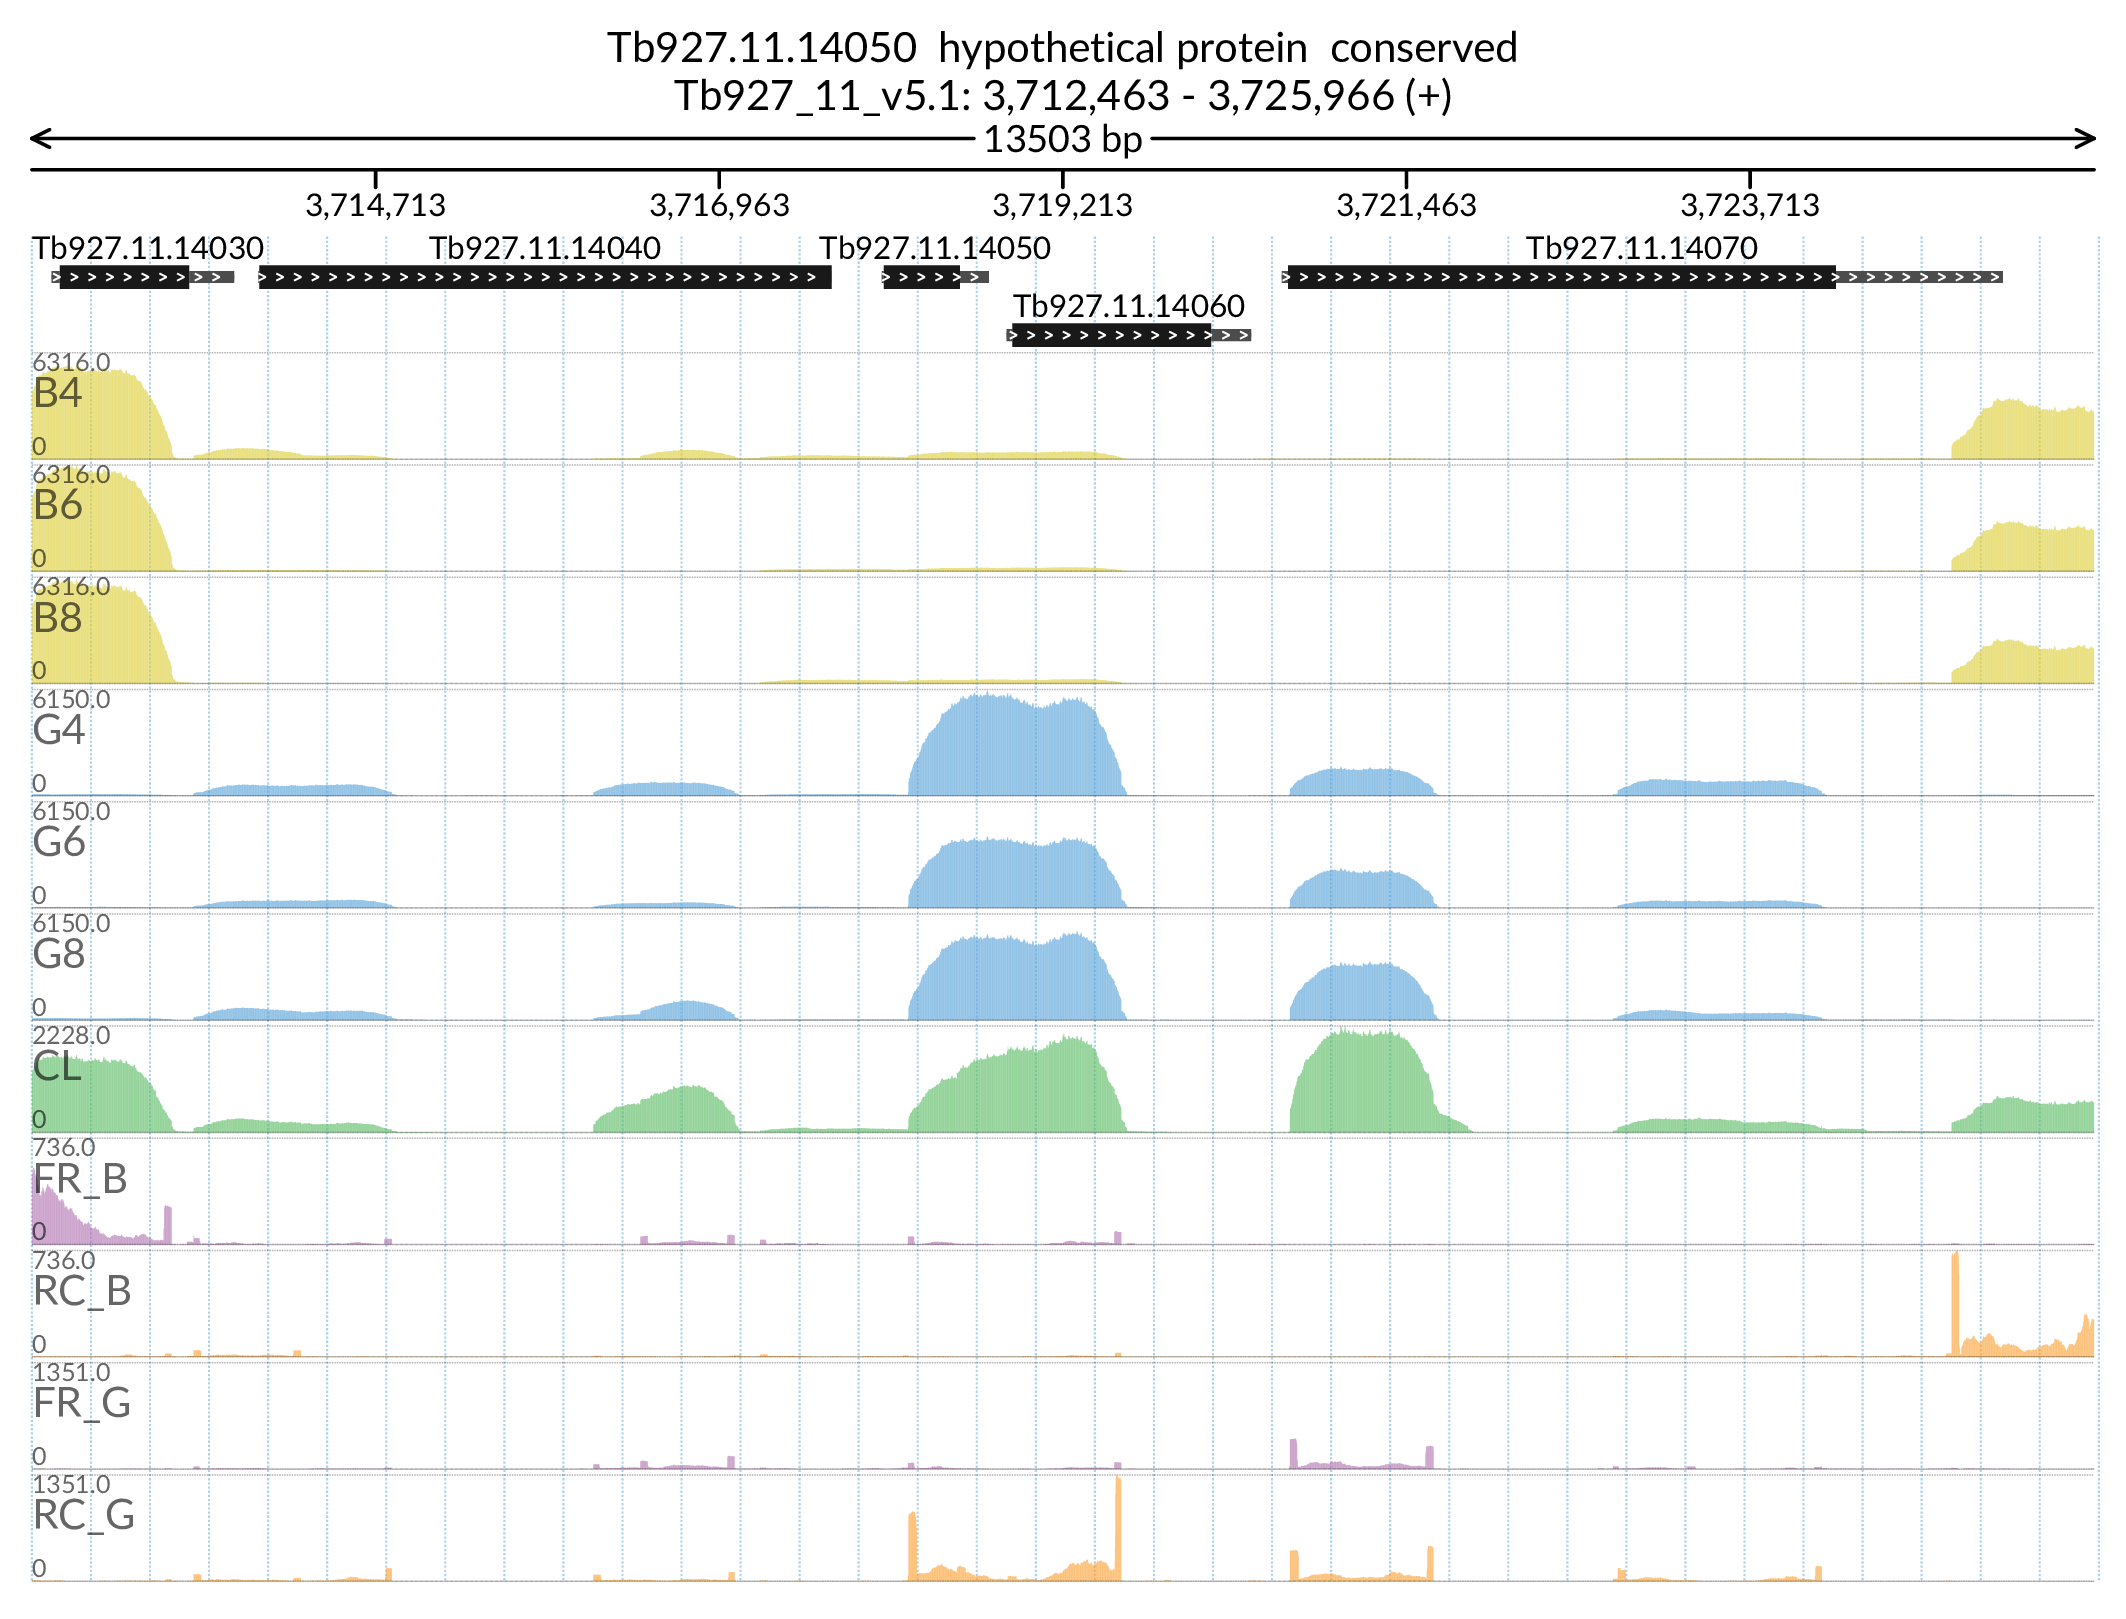 Tb927.11.14050  hypothetical protein  conserved
Tb927_11_v5.1: 3,712,463 - 3,725,966 (+)
13503 bp
3,714,713 3,716,963 3,719,213 3,721,463 3,723,713
Tb927.11.14030 Tb927.11.14040 Tb927.11.14050 Tb927.11.14070
Tb927.11.14060
6316.0
B4
0
6316.0
B6
0
6316.0
B8
0
6150.0
G4
0
6150.0
G6
0
6150.0
G8
0
2228.0
CL
0
736.0
FR_B
0
736.0
RC_B
0
1351.0
FR_G
0
1351.0
RC_G
0